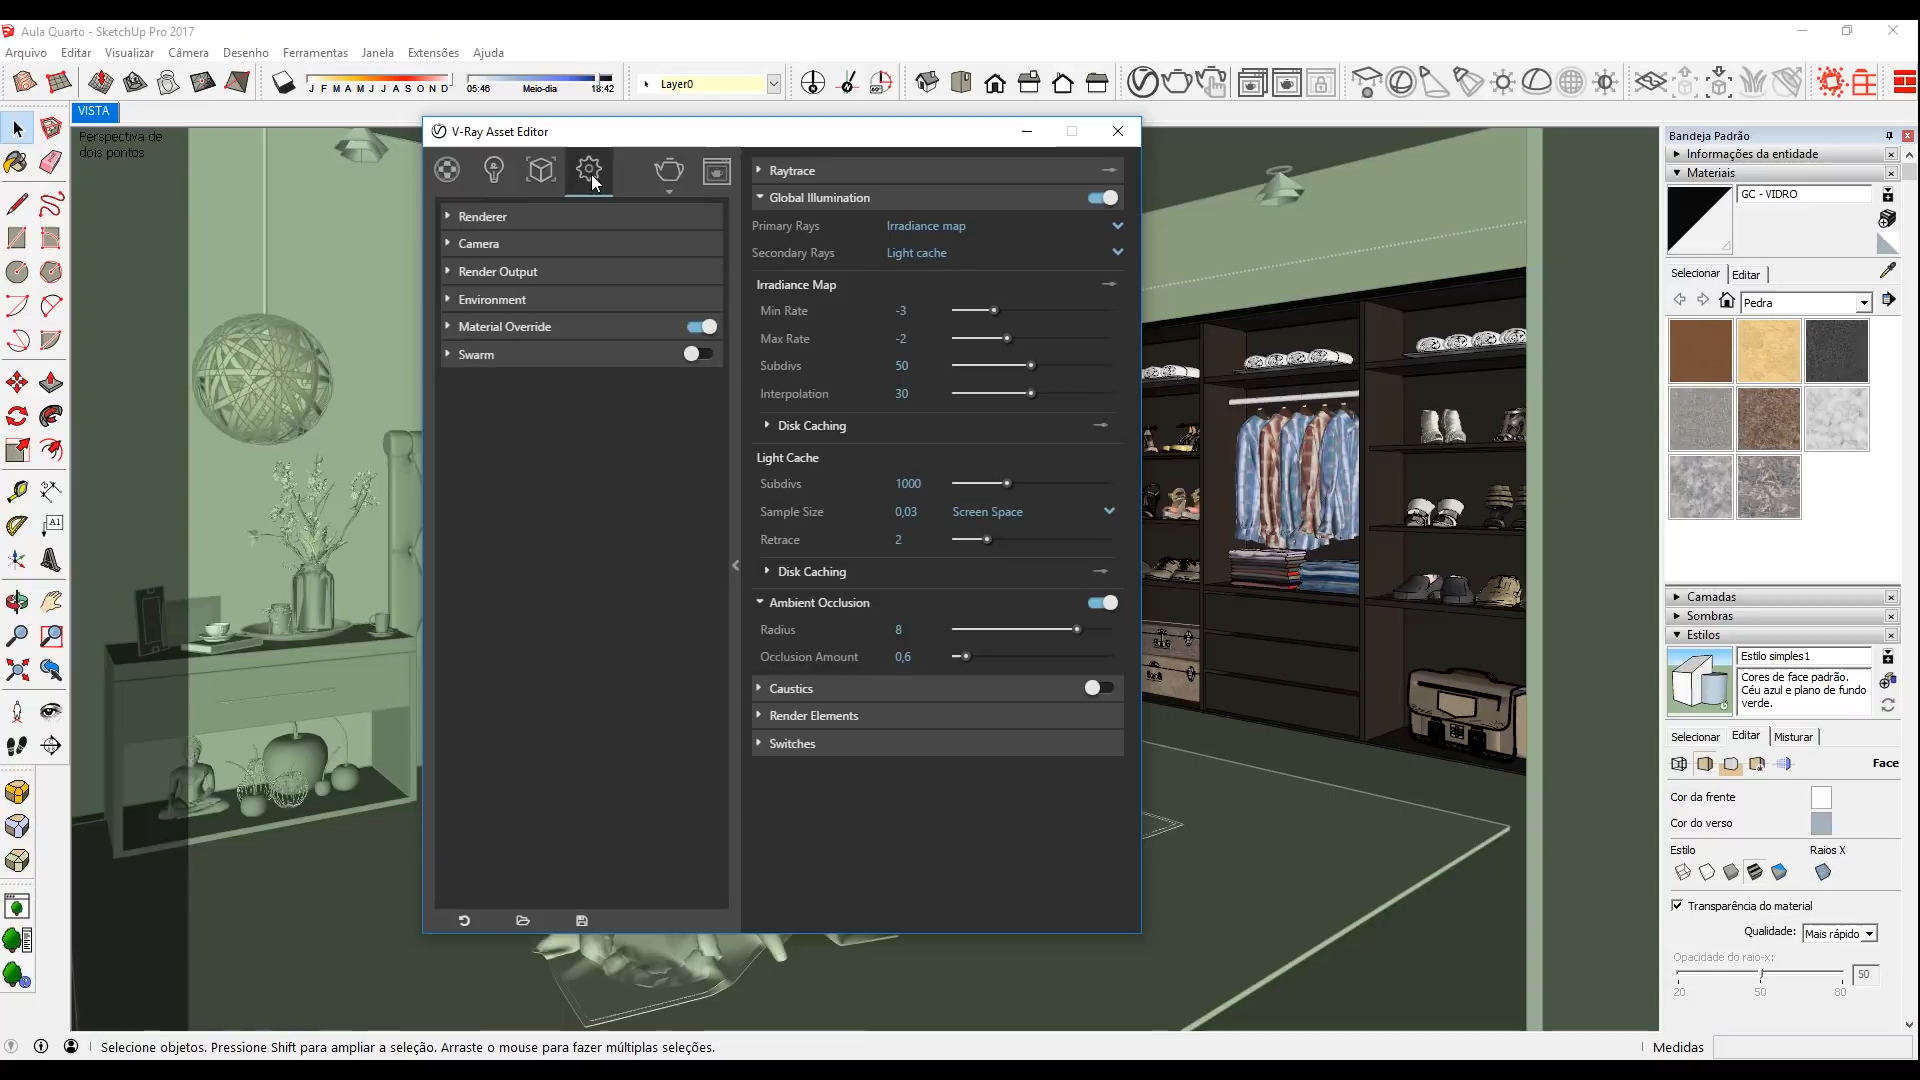 Aula Quarto - SketchUp Pro 2017
Arquivo Editar Visualizar Câmera Desenho Ferramentas Janela Extensões Ajuda
J F M A M J J A S O N D
05:46 Meio-dia 18:42
Layer0
VISTA
Perspectiva de
dois pontos
A1
V-Ray Asset Editor
Renderer
Camera
Render Output
Environment
Material Override
Swarm
Raytrace
Global Illumination
Primary Rays Irradiance map
Secondary Rays Light cache
Irradiance Map
Min Rate -3
Max Rate -2
Subdivs 50
Interpolation 30
Disk Caching
Light Cache
Subdivs 1000
Sample Size 0,03 Screen Space
Retrace 2
Disk Caching
Ambient Occlusion
Radius 8
Occlusion Amount 0,6
Caustics
Render Elements
Switches
Bandeja Padrão
Informações da entidade
Materiais
GC - VIDRO
Selecionar Editar
Pedra
Camadas
Sombras
Estilos
Estilo simples1
Cores de face padrão.
Céu azul e plano de fundo
verde.
Selecionar Editar Misturar
Face
Cor da frente
Cor do verso
Estilo Raios X
Transparência do material
Qualidade: Mais rápido
Opacidade do raio-x:
50
20 50 80
Selecione objetos. Pressione Shift para ampliar a seleção. Arraste o mouse para fazer múltiplas seleções.
Medidas